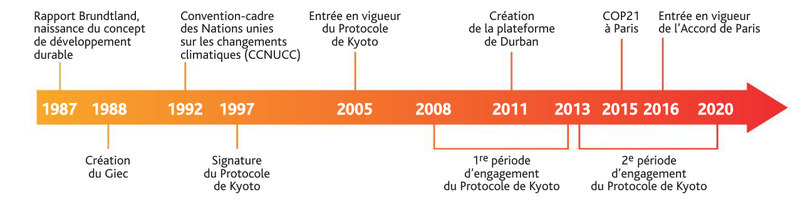 Rapport Brundtland,
naissance du concept
de développement
durable
Convention-cadre
des Nations unies
sur les changements
climatiques (CCNUCC)
Entrée en vigueur
du Protocole
de Kyoto
Création
de la plateforme
de Durban
COP21
à Paris
Entrée en vigueur
de l'Accord de Paris
1987 1988 1992 1997 2005 2008 2011 2013 2015 2016 2020
Création
du Giec
Signature
du Protocole
de Kyoto
1re période
d'engagement
du Protocole de Kyoto
2e période
d'engagement
du Protocole de Kyoto